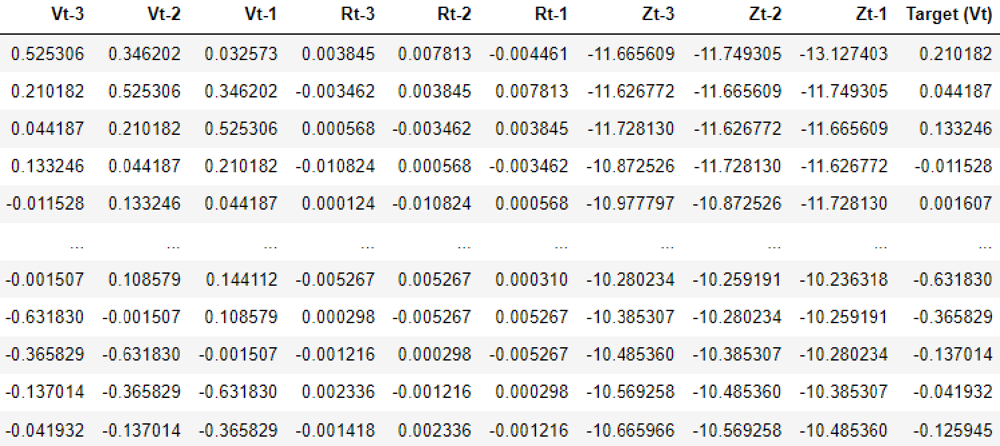 Vt-3 Vt-2 Vt-1 Rt-3 Rt-2 Rt-1 Zt-3 Zt-2 Zt-1 Target (Vt)
0.525306 0.346202 0.032573 0.003845 0.007813 -0.004461 -11.665609 -11.749305 -13.127403 0.210182
0.210182 0.525306 0.346202 -0.003462 0.003845 0.007813 -11.626772 -11.665609 -11.749305 0.044187
0.044187 0.210182 0.525306 0.000568 -0.003462 0.003845 -11.728130 -11.626772 -11.665609 0.133246
0.133246 0.044187 0.210182 -0.010824 0.000568 -0.003462 -10.872526 -11.728130 -11.626772 -0.011528
-0.011528 0.133246 0.044187 0.000124 -0.010824 0.000568 -10.977797 -10.872526 -11.728130 0.001607
... ... ... ... ... ... ... ... ... ...
-0.001507 0.108579 0.144112 -0.005267 0.005267 0.000310 -10.280234 -10.259191 -10.236318 -0.631830
-0.631830 -0.001507 0.108579 0.000298 -0.005267 0.005267 -10.385307 -10.280234 -10.259191 -0.365829
-0.365829 -0.631830 -0.001507 -0.001216 0.000298 -0.005267 -10.485360 -10.385307 -10.280234 -0.137014
-0.137014 -0.365829 -0.631830 0.002336 -0.001216 0.000298 -10.569258 -10.485360 -10.385307 -0.041932
-0.041932 -0.137014 -0.365829 -0.001418 0.002336 -0.001216 -10.665966 -10.569258 -10.485360 -0.125945